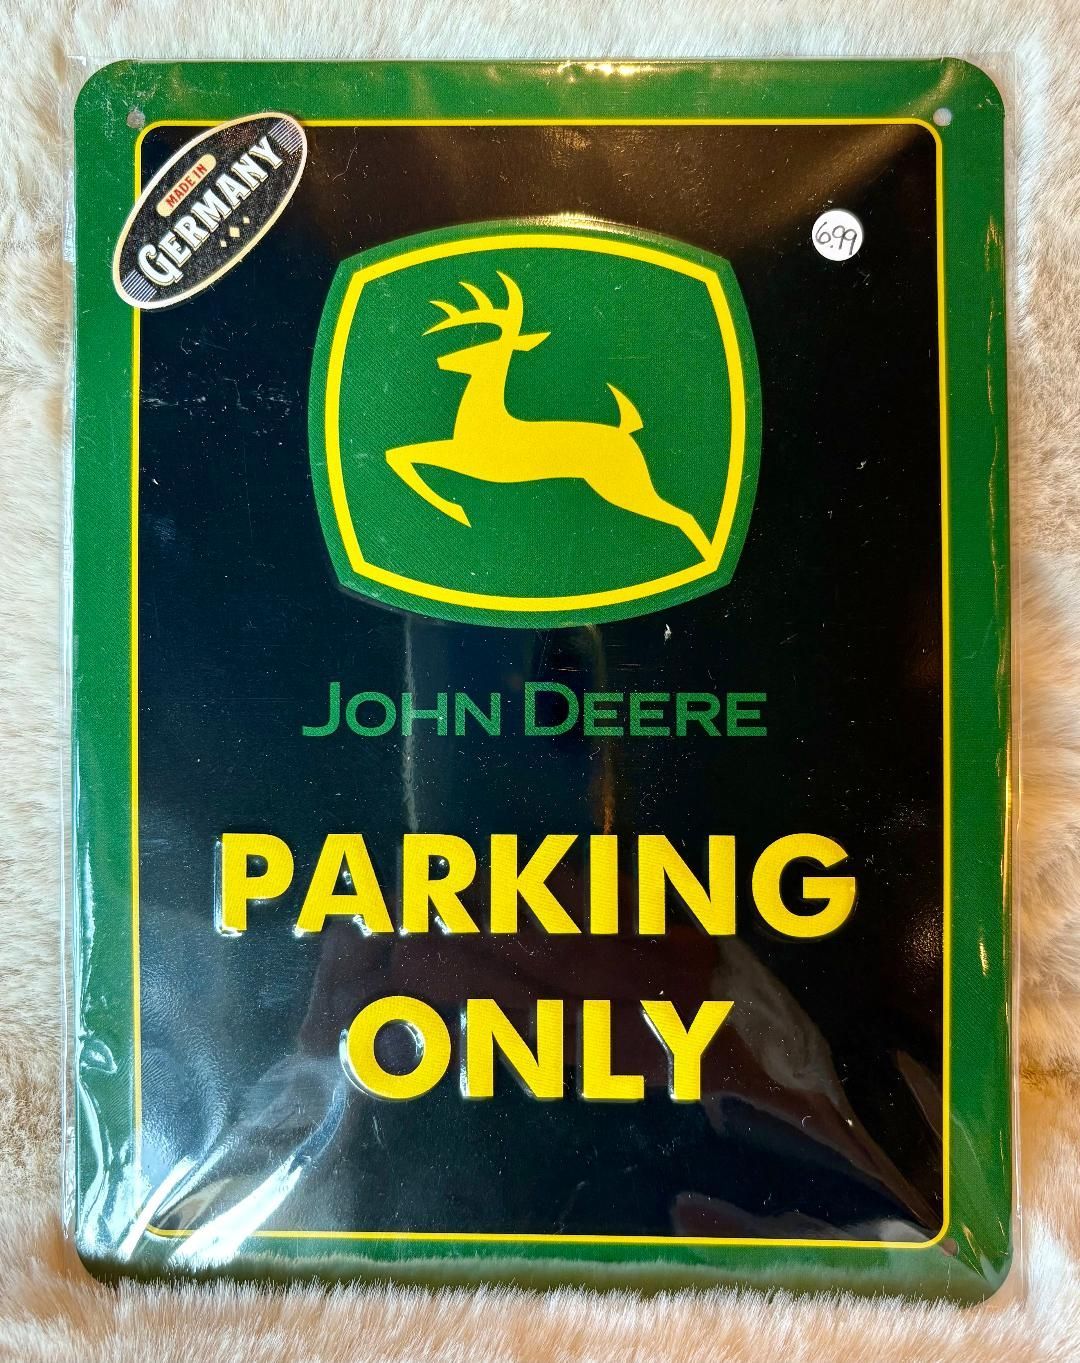 MADE IN
GERMANY
6.99
JOHN DEERE
PARKING
ONLY